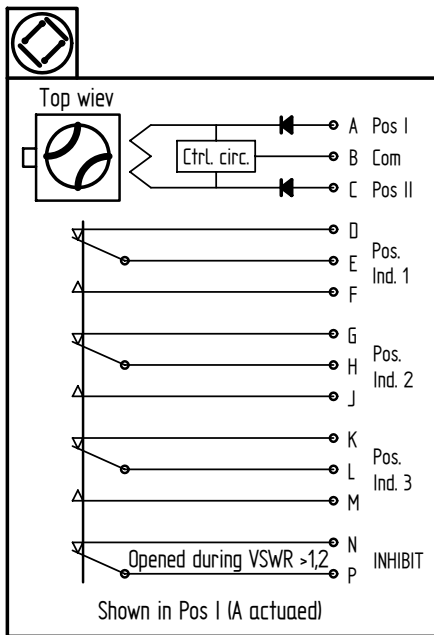 Top wiev
A Pos I
Ctrl. circ.
B Com
C Pos II
D
E
Pos.
Ind. 1
F
G
H
Pos.
Ind. 2
J
K
L
Pos.
Ind. 3
M
N
Opened during VSWR >1,2
INHIBIT
P
Shown in Pos I (A actuaed)